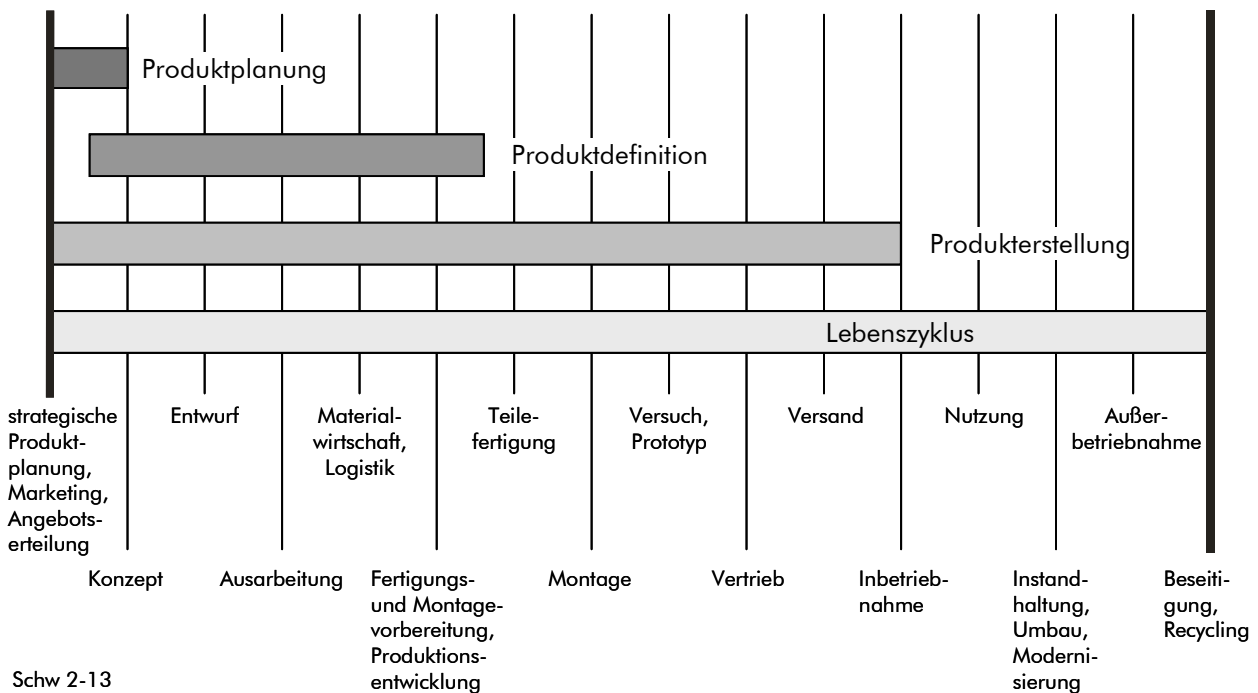 Produktplanung
Produktdefinition
Produkterstellung
Lebenszyklus
strategische
Produkt-
planung,
Marketing,
Angebots-
erteilung
Entwurf
Material-
wirtschaft,
Logistik
Teile-
fertigung
Versuch,
Prototyp
Versand
Nutzung
Außer-
betriebnahme
Konzept
Ausarbeitung
Fertigungs-
und Montage-
vorbereitung,
Produktions-
entwicklung
Montage
Vertrieb
Inbetrieb-
nahme
Instand-
haltung,
Umbau,
Moderni-
sierung
Beseiti-
gung,
Recycling
Schw 2-13